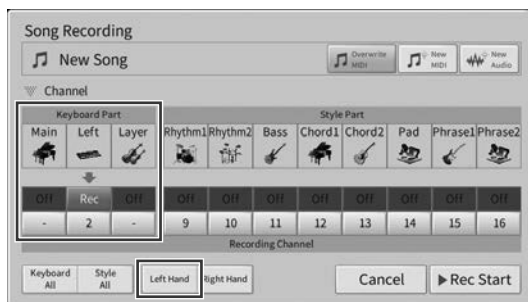 Song Recording
New Song
Overwrite MIDI
New MIDI
New Audio
Channel
Keyboard Part
Style Part
Main Left Layer Rhythm1 Rhythm2 Bass Chord1 Chord2 Pad Phrase1 Phrase2
Off Rec Off Off Off Off Off Off Off Off Off
- 2 - 9 10 11 12 13 14 15 16
Recording Channel
Keyboard All
Style All
Left Hand
Right Hand
Cancel
Rec Start